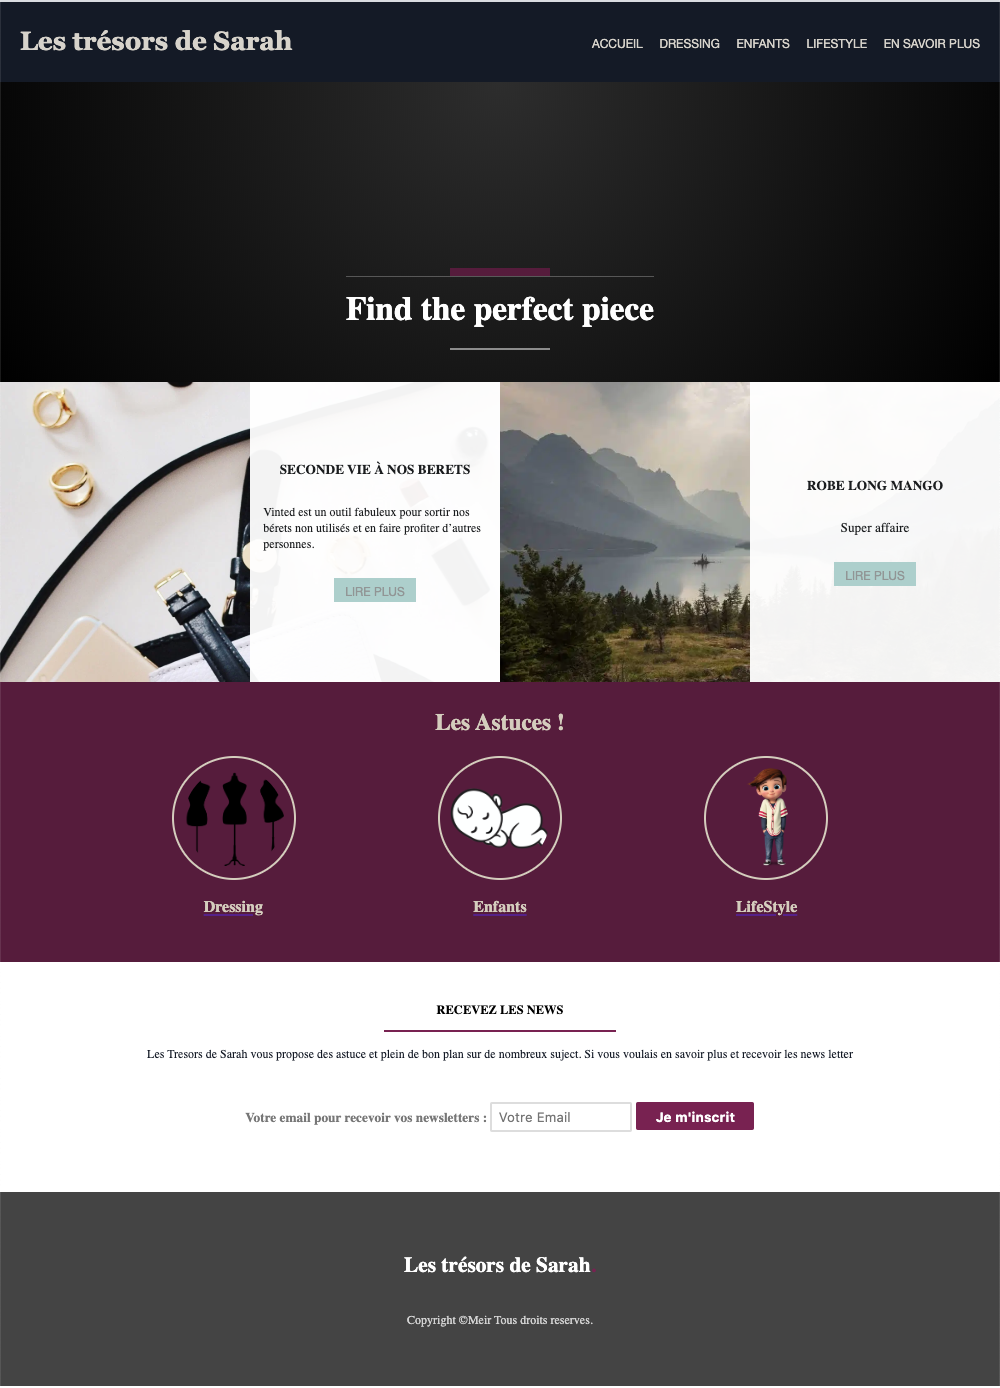 Les trésors de Sarah
ACCUEIL DRESSING ENFANTS LIFESTYLE EN SAVOIR PLUS
Find the perfect piece
SECONDE VIE À NOS BERETS
Vinted est un outil fabuleux pour sortir nos
bérets non utilisés et en faire profiter d’autres
personnes.
LIRE PLUS
ROBE LONG MANGO
Super affaire
LIRE PLUS
Les Astuces !
Dressing
Enfants
LifeStyle
RECEVEZ LES NEWS
Les Tresors de Sarah vous propose des astuce et plein de bon plan sur de nombreux suject. Si vous voulais en savoir plus et recevoir les news letter
Votre email pour recevoir vos newsletters : Votre Email Je m'inscrit
Les trésors de Sarah.
Copyright ©Meir Tous droits reserves.